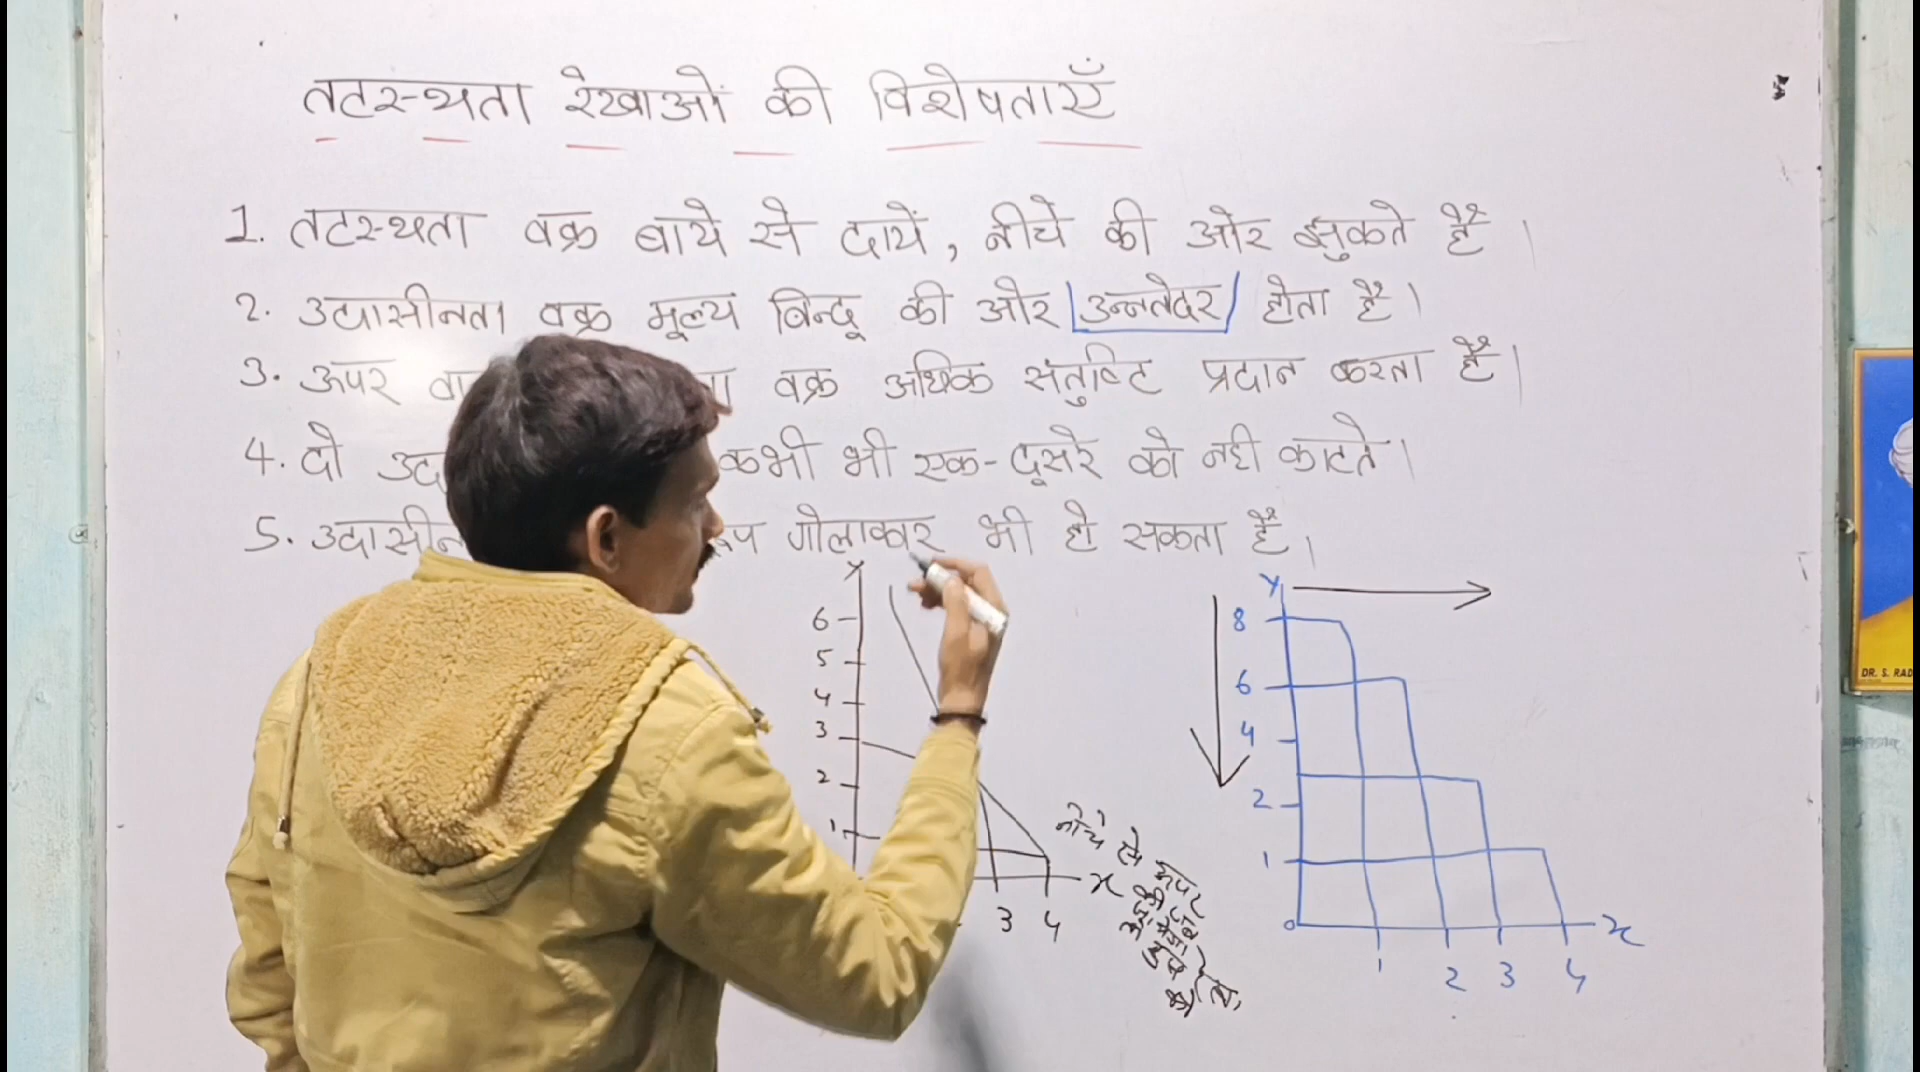 तटस्थता रेखाओं की विशेषताएँ
1. तटस्थता वक्र बाये से दायें, नीचे की ओर झुकते है।
2. उदासीनता वक्र मूल्य बिन्दू की ओर उन्नतोदर होता है।
3. ऊपर वा वक्र अधिक संतुष्टि प्रदान करता है।
4. दो उद कभी भी एक-दूसरे को नही काटते।
5. उदासीन रूप गोलाकार भी हो सकता है।
Y
6
5
4
3
2
1
3 4
x
नीचे से ऊपर
Y
8
6
4
2
1
0
1 2 3 4
x
DR. S. RAD